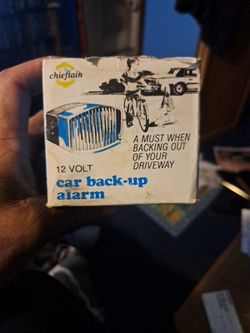 chieftain
A MUST WHEN
BACKING OUT
OF YOUR
DRIVEWAY
12 VOLT
car back-up
alarm